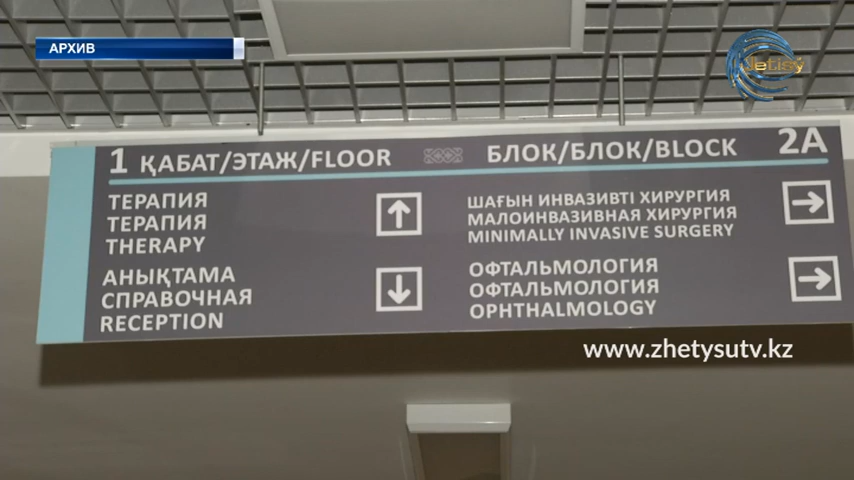 АРХИВ
Jetisý
1 ҚАБАТ/ЭТАЖ/FLOOR
БЛОК/БЛОК/BLOCK 2A
ТЕРАПИЯ
ТЕРАПИЯ
THERAPY
АНЫҚТАМА
СПРАВОЧНАЯ
RECEPTION
ШАҒЫН ИНВАЗИВТІ ХИРУРГИЯ
МАЛОИНВАЗИВНАЯ ХИРУРГИЯ
MINIMALLY INVASIVE SURGERY
ОФТАЛЬМОЛОГИЯ
ОФТАЛЬМОЛОГИЯ
OPHTHALMOLOGY
www.zhetysutv.kz